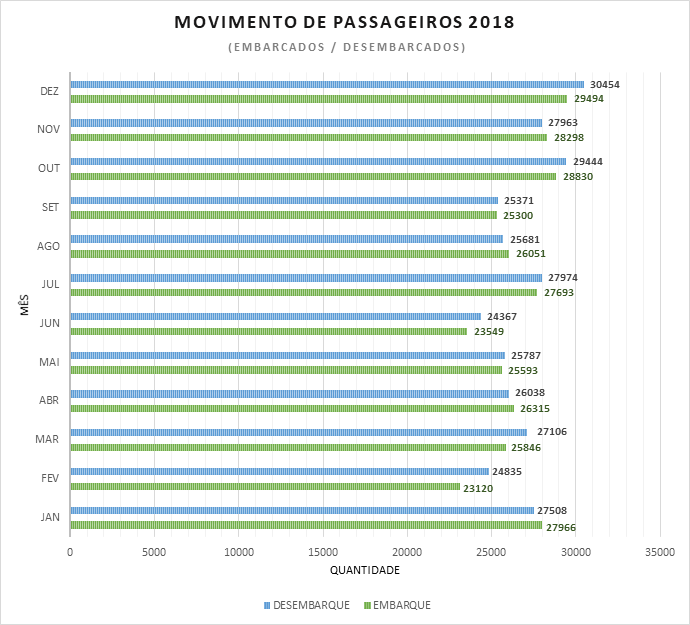 MOVIMENTO DE PASSAGEIROS 2018
(EMBARCADOS / DESEMBARCADOS)
DEZ
30454
29494
NOV
27963
28298
OUT
29444
28830
SET
25371
25300
AGO
25681
26051
JUL
27974
27693
MÊS
JUN
24367
23549
MAI
25787
25593
ABR
26038
26315
MAR
27106
25846
FEV
24835
23120
JAN
27508
27966
0 5000 10000 15000 20000 25000 30000 35000
QUANTIDADE
DESEMBARQUE EMBARQUE